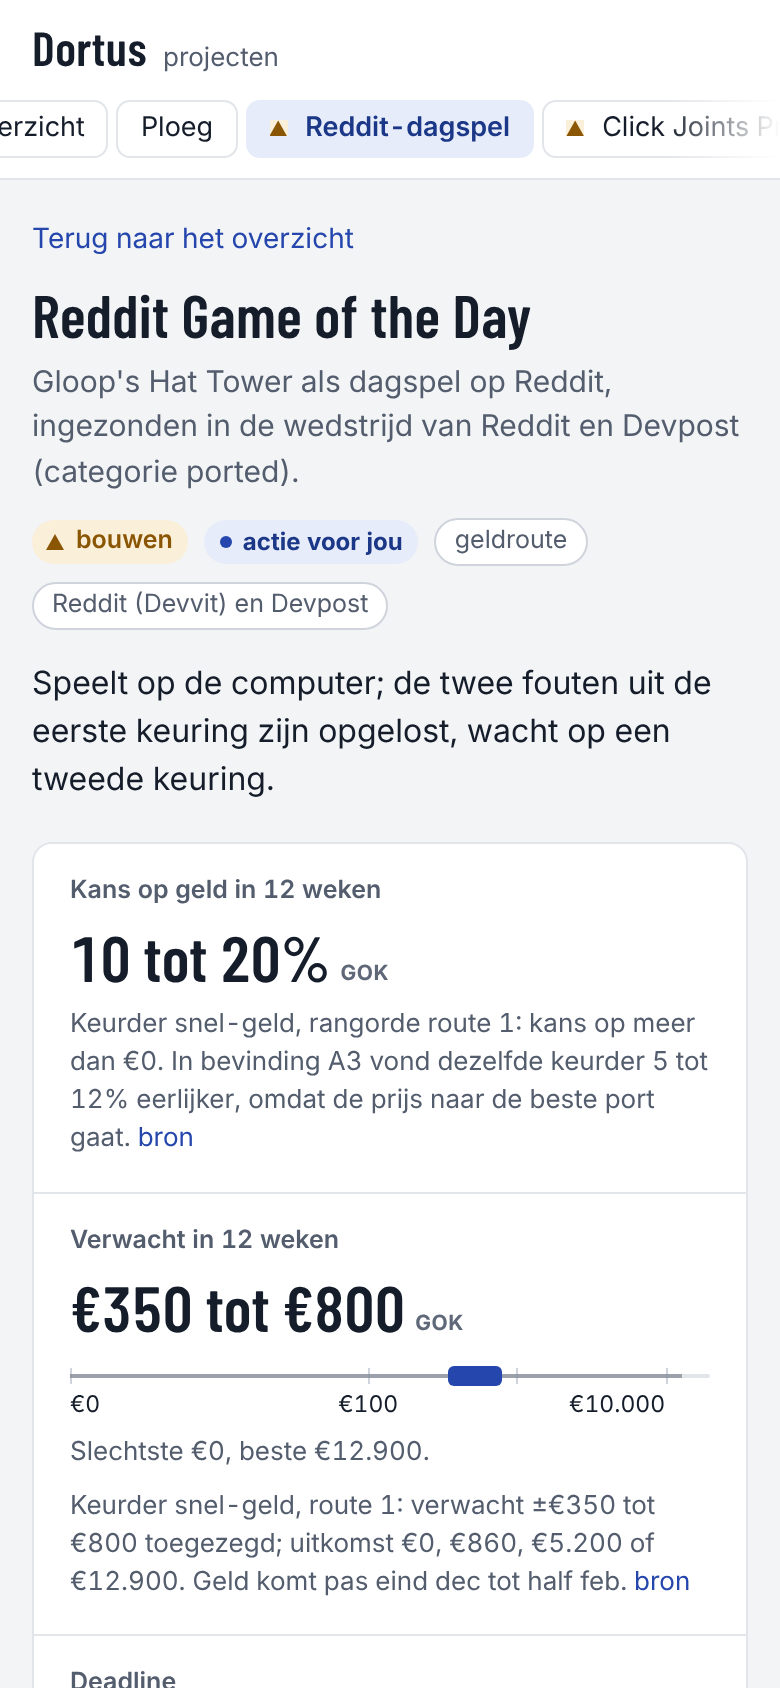 Dortus projecten
erzicht Ploeg Reddit-dagspel Click Joints P
Terug naar het overzicht
Reddit Game of the Day
Gloop's Hat Tower als dagspel op Reddit,
ingezonden in de wedstrijd van Reddit en Devpost
(categorie ported).
bouwen actie voor jou geldroute
Reddit (Devvit) en Devpost
Speelt op de computer; de twee fouten uit de
eerste keuring zijn opgelost, wacht op een
tweede keuring.
Kans op geld in 12 weken
10 tot 20% GOK
Keurder snel-geld, rangorde route 1: kans op meer
dan €0. In bevinding A3 vond dezelfde keurder 5 tot
12% eerlijker, omdat de prijs naar de beste port
gaat. bron
Verwacht in 12 weken
€350 tot €800 GOK
€0 €100 €10.000
Slechtste €0, beste €12.900.
Keurder snel-geld, route 1: verwacht ±€350 tot
€800 toegezegd; uitkomst €0, €860, €5.200 of
€12.900. Geld komt pas eind dec tot half feb. bron
Deadline